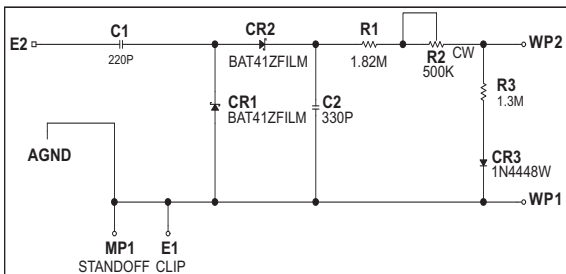 C1
E2
220P
CR2
BAT41ZFILM
R1
1.82M
R2
500K
CW
WP2
R3
1.3M
CR1
BAT41ZFILM
C2
330P
AGND
CR3
1N4448W
WP1
MP1
STANDOFF
E1
CLIP